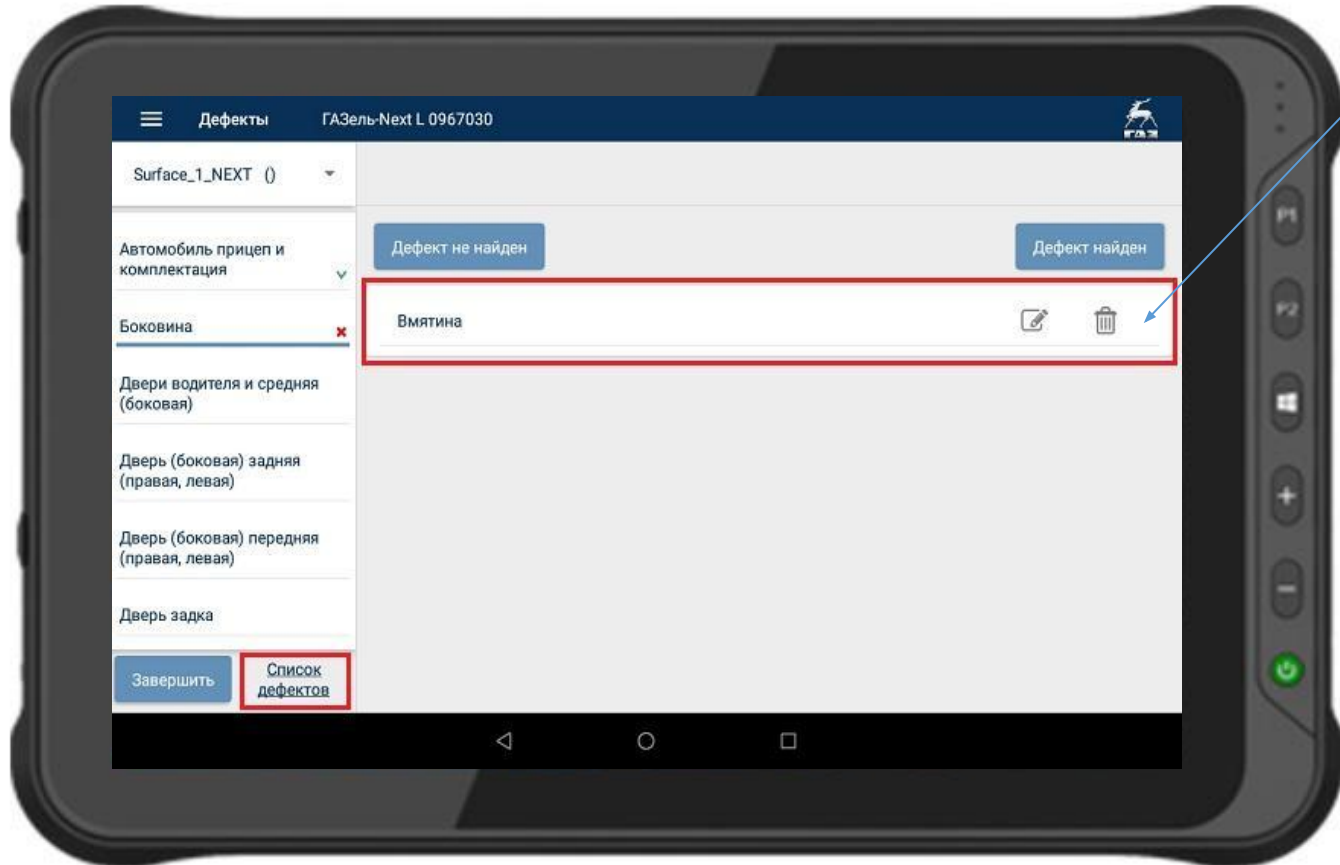 Дефекты ГАЗель-Next L 0967030
ГАЗ
Surface_1_NEXT ()
Автомобиль прицеп и
комплектация
Боковина
Двери водителя и средняя
(боковая)
Дверь (боковая) задняя
(правая, левая)
Дверь (боковая) передняя
(правая, левая)
Дверь задка
Завершить
Список
дефектов
Дефект не найден
Дефект найден
Вмятина
P1
P2
+
-